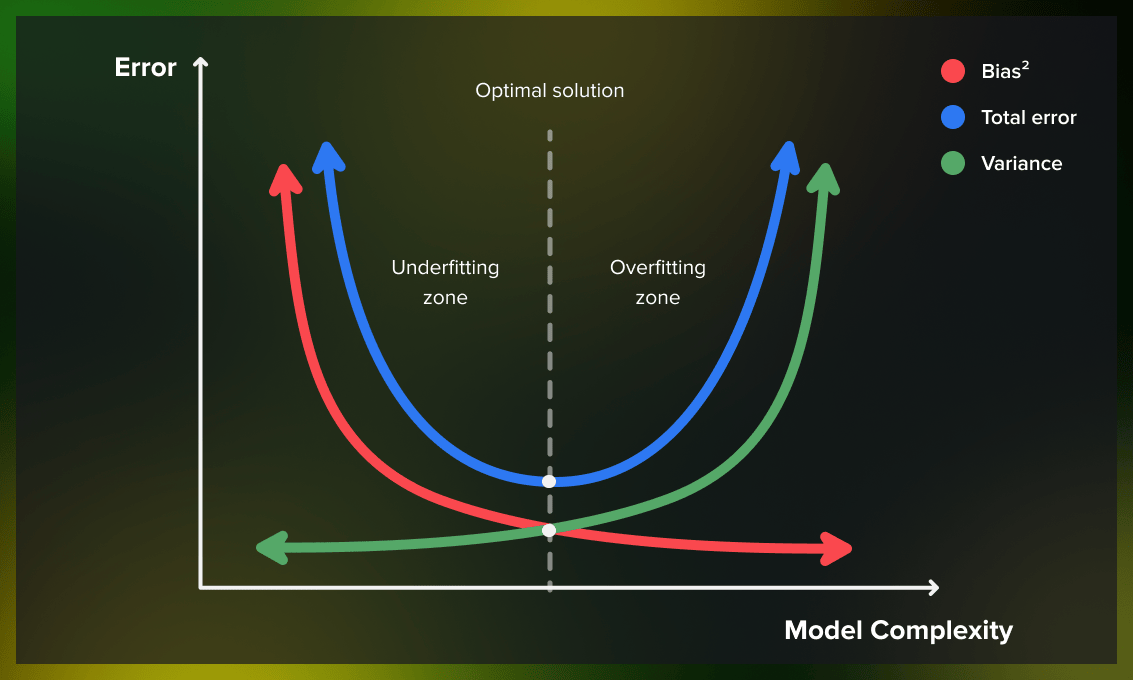 Error
Optimal solution
Bias²
Total error
Variance
Underfitting
zone
Overfitting
zone
Model Complexity